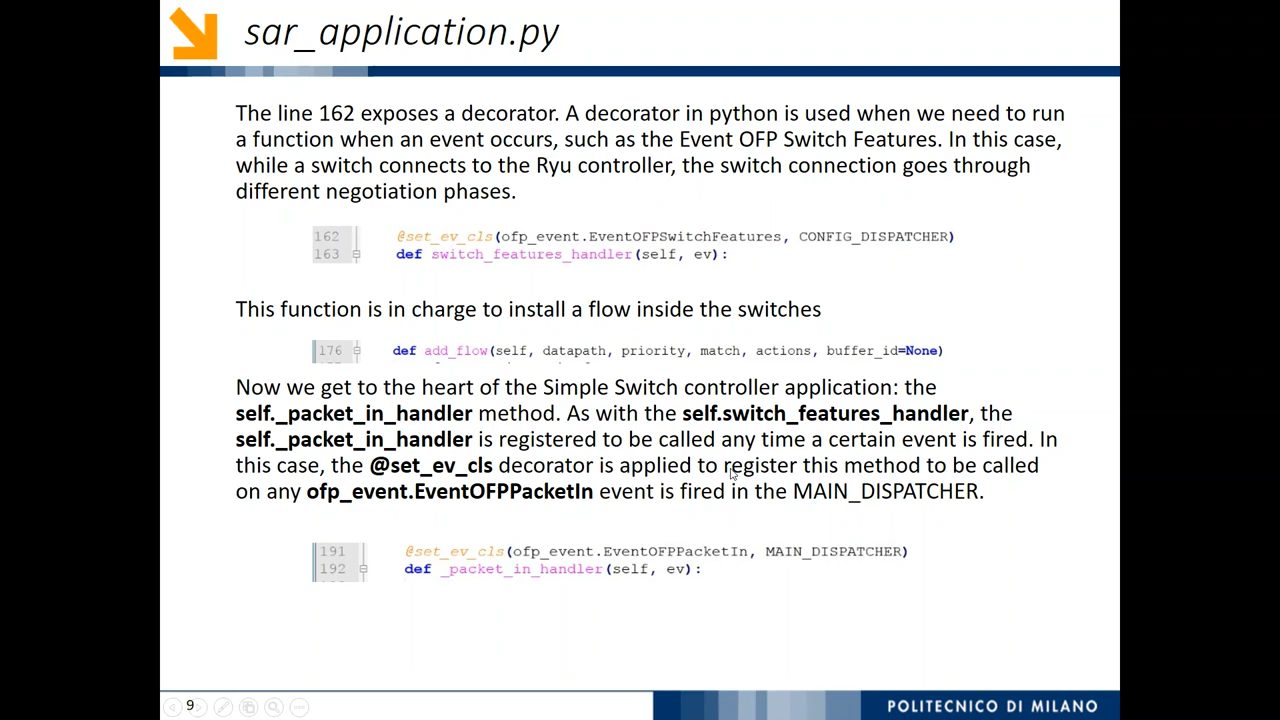 sar_application.py
The line 162 exposes a decorator. A decorator in python is used when we need to run
a function when an event occurs, such as the Event OFP Switch Features. In this case,
while a switch connects to the Ryu controller, the switch connection goes through
different negotiation phases.
162 @set_ev_cls(ofp_event.EventOFPSwitchFeatures, CONFIG_DISPATCHER)
163 def switch_features_handler(self, ev):
This function is in charge to install a flow inside the switches
176 def add_flow(self, datapath, priority, match, actions, buffer_id=None)
Now we get to the heart of the Simple Switch controller application: the
self._packet_in_handler method. As with the self.switch_features_handler, the
self._packet_in_handler is registered to be called any time a certain event is fired. In
this case, the @set_ev_cls decorator is applied to register this method to be called
on any ofp_event.EventOFPPacketIn event is fired in the MAIN_DISPATCHER.
191 @set_ev_cls(ofp_event.EventOFPPacketIn, MAIN_DISPATCHER)
192 def _packet_in_handler(self, ev):
9
POLITECNICO DI MILANO